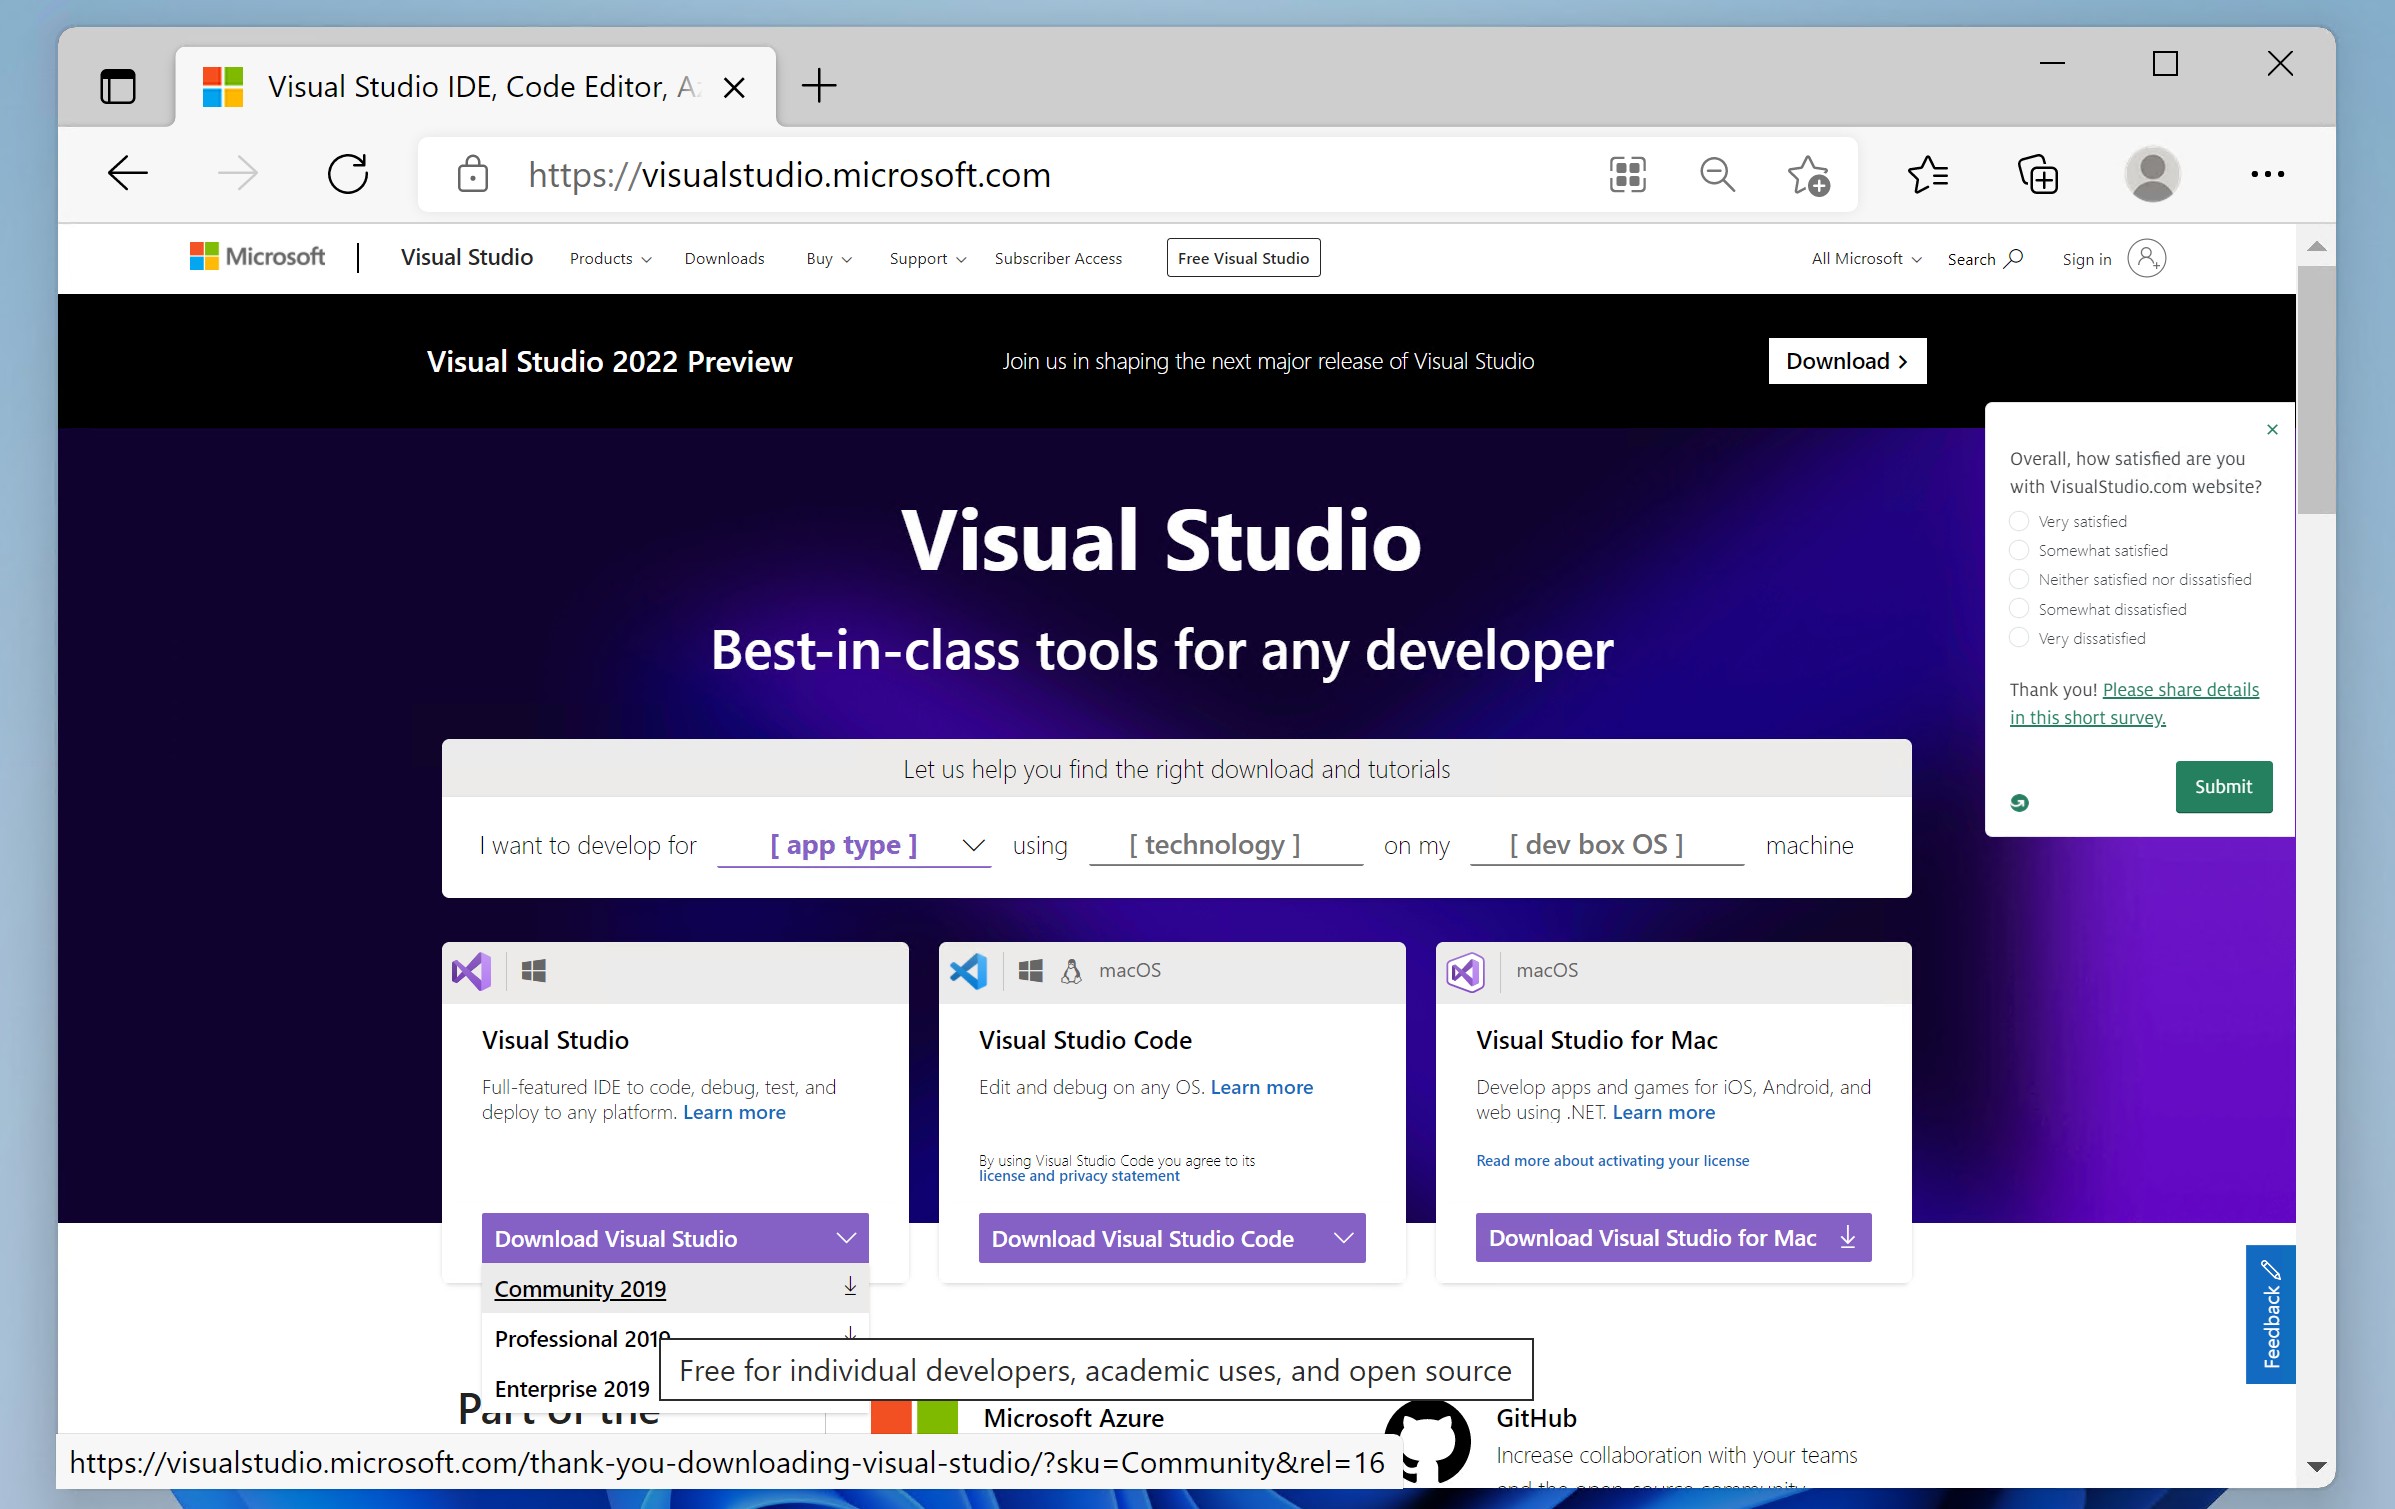 Visual Studio IDE, Code Editor, Az
https://visualstudio.microsoft.com
Microsoft
Visual Studio
Products
Downloads
Buy
Support
Subscriber Access
Free Visual Studio
All Microsoft
Search
Sign in
Visual Studio 2022 Preview
Join us in shaping the next major release of Visual Studio
Download
Visual Studio
Best-in-class tools for any developer
Overall, how satisfied are you
with VisualStudio.com website?
Very satisfied
Somewhat satisfied
Neither satisfied nor dissatisfied
Somewhat dissatisfied
Very dissatisfied
Thank you! Please share details
in this short survey.
Submit
Let us help you find the right download and tutorials
I want to develop for [ app type ] using [ technology ] on my [ dev box OS ] machine
Visual Studio
Full-featured IDE to code, debug, test, and
deploy to any platform. Learn more
Download Visual Studio
Community 2019
Professional 2019
Enterprise 2019
macOS
Visual Studio Code
Edit and debug on any OS. Learn more
By using Visual Studio Code you agree to its
license and privacy statement
Download Visual Studio Code
macOS
Visual Studio for Mac
Develop apps and games for iOS, Android, and
web using .NET. Learn more
Read more about activating your license
Download Visual Studio for Mac
Feedback
Free for individual developers, academic uses, and open source
Part of the
Microsoft Azure
GitHub
Increase collaboration with your teams
and the open-source community
https://visualstudio.microsoft.com/thank-you-downloading-visual-studio/?sku=Community&rel=16